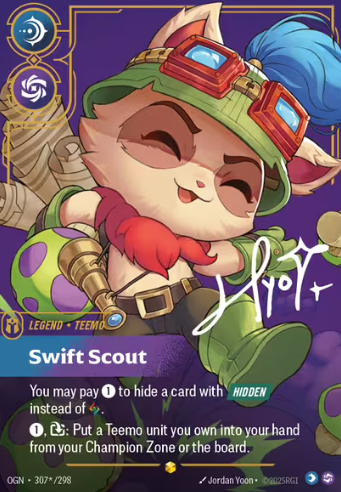 LEGEND • TEEMO
Swift Scout
You may pay 1 to hide a card with HIDDEN
instead of .
1, : Put a Teemo unit you own into your hand
from your Champion Zone or the board.
OGN • 307*/298 Jordan Yoon • ©2025RGI